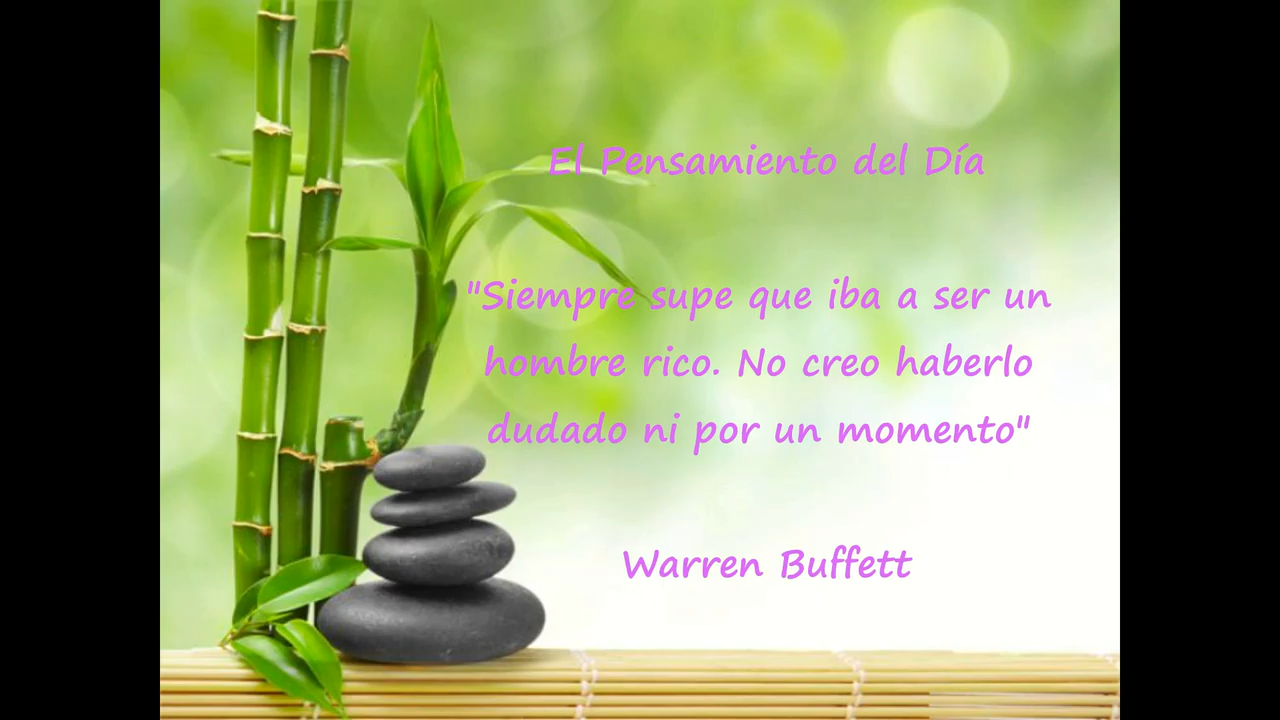 El Pensamiento del Día
"Siempre supe que iba a ser un
hombre rico. No creo haberlo
dudado ni por un momento"
Warren Buffett